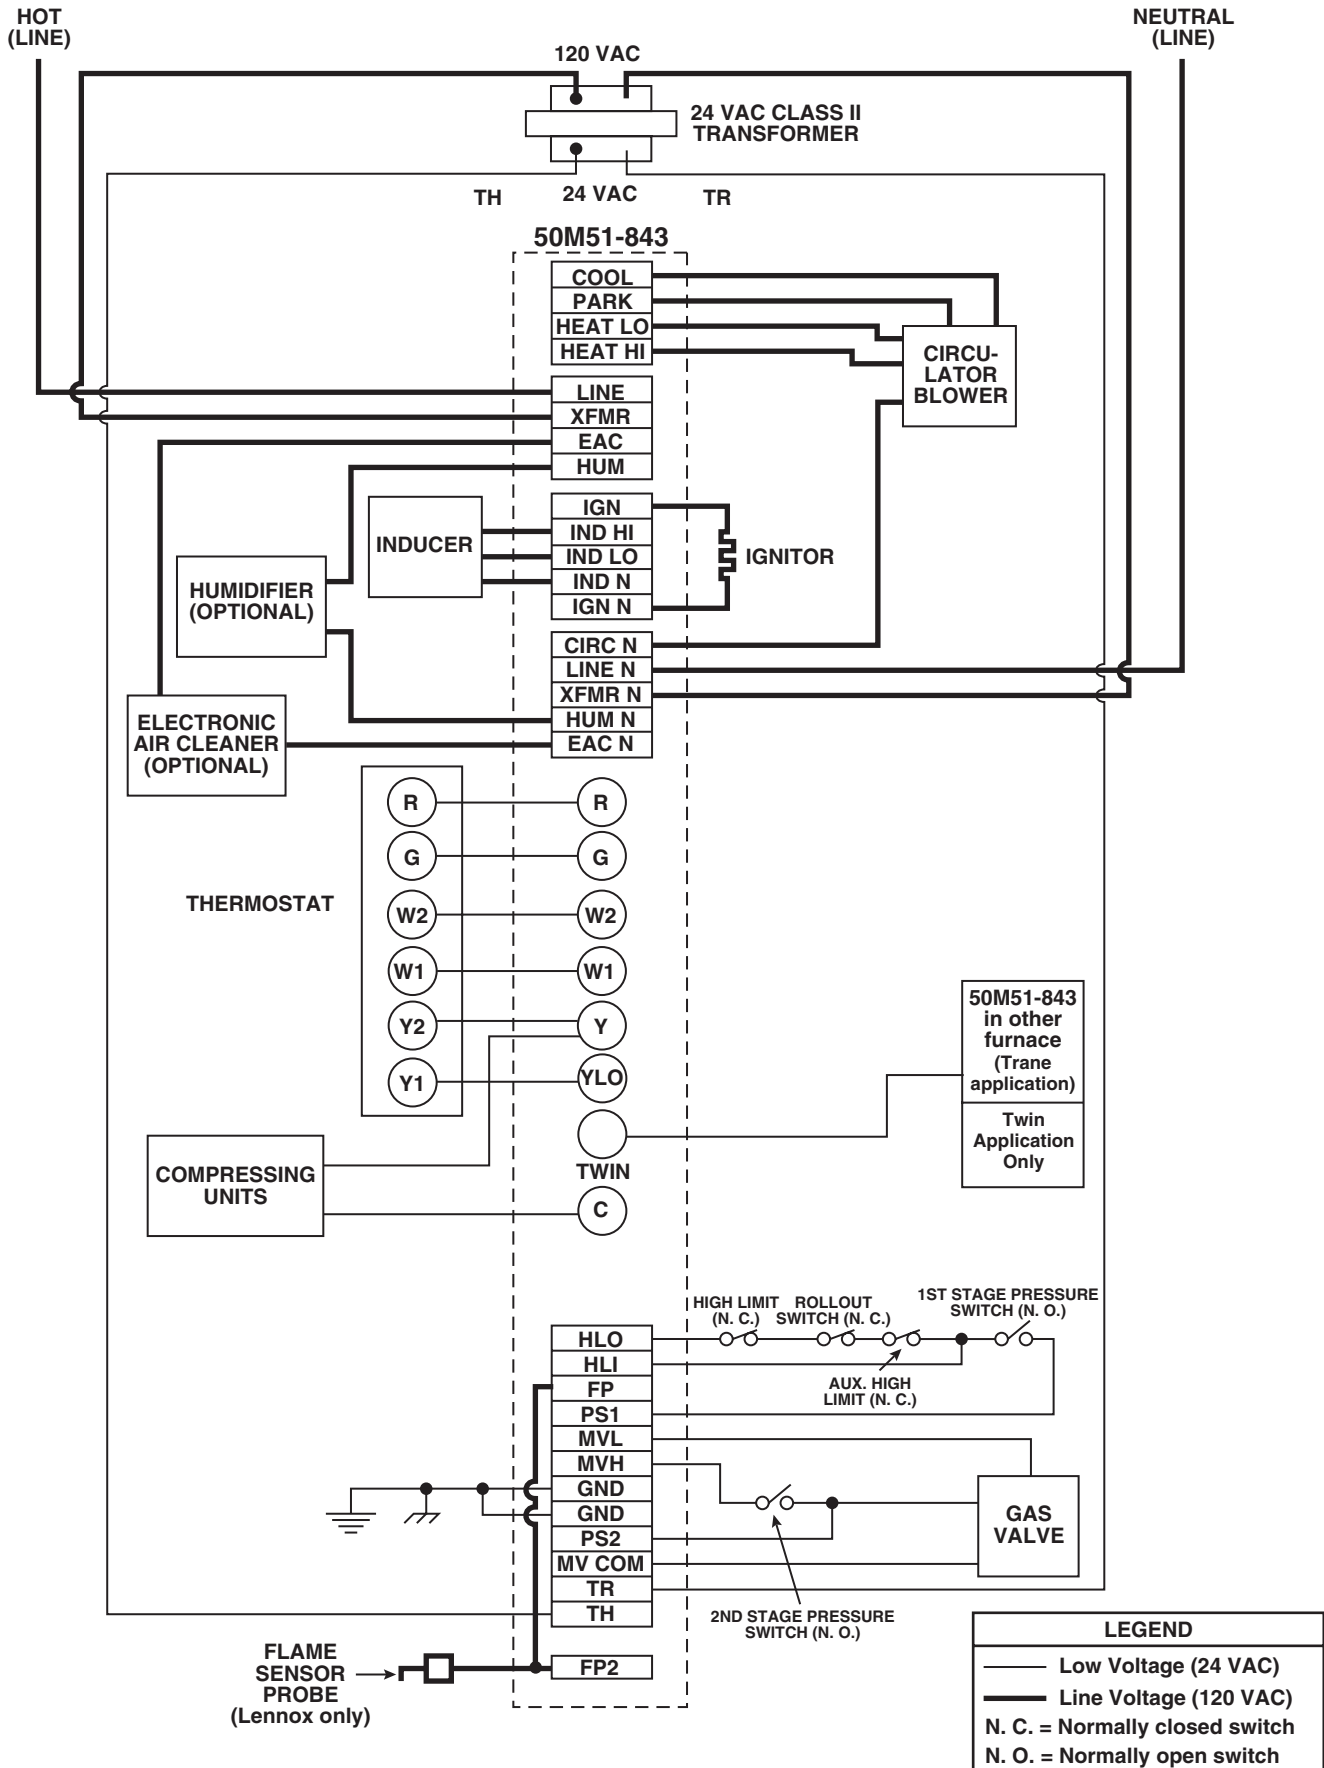 HOT
(LINE)
NEUTRAL
(LINE)
120 VAC
24 VAC CLASS II
TRANSFORMER
TH
24 VAC
TR
50M51-843
COOL
PARK
HEAT LO
HEAT HI
CIRCU-
LATOR
BLOWER
LINE
XFMR
EAC
HUM
INDUCER
IGN
IND HI
IND LO
IND N
IGN N
IGNITOR
HUMIDIFIER
(OPTIONAL)
CIRC N
LINE N
XFMR N
HUM N
EAC N
ELECTRONIC
AIR CLEANER
(OPTIONAL)
THERMOSTAT
R
R
G
G
W2
W2
W1
W1
Y2
Y
Y1
YLO
TWIN
C
COMPRESSING
UNITS
50M51-843
in other
furnace
(Trane
application)
Twin
Application
Only
HIGH LIMIT
(N. C.)
ROLLOUT
SWITCH (N. C.)
1ST STAGE PRESSURE
SWITCH (N. O.)
AUX. HIGH
LIMIT (N. C.)
HLO
HLI
FP
PS1
MVL
MVH
GND
GND
PS2
MV COM
TR
TH
FP2
GAS
VALVE
2ND STAGE PRESSURE
SWITCH (N. O.)
FLAME
SENSOR
PROBE
(Lennox only)
LEGEND
Low Voltage (24 VAC)
Line Voltage (120 VAC)
N. C. = Normally closed switch
N. O. = Normally open switch